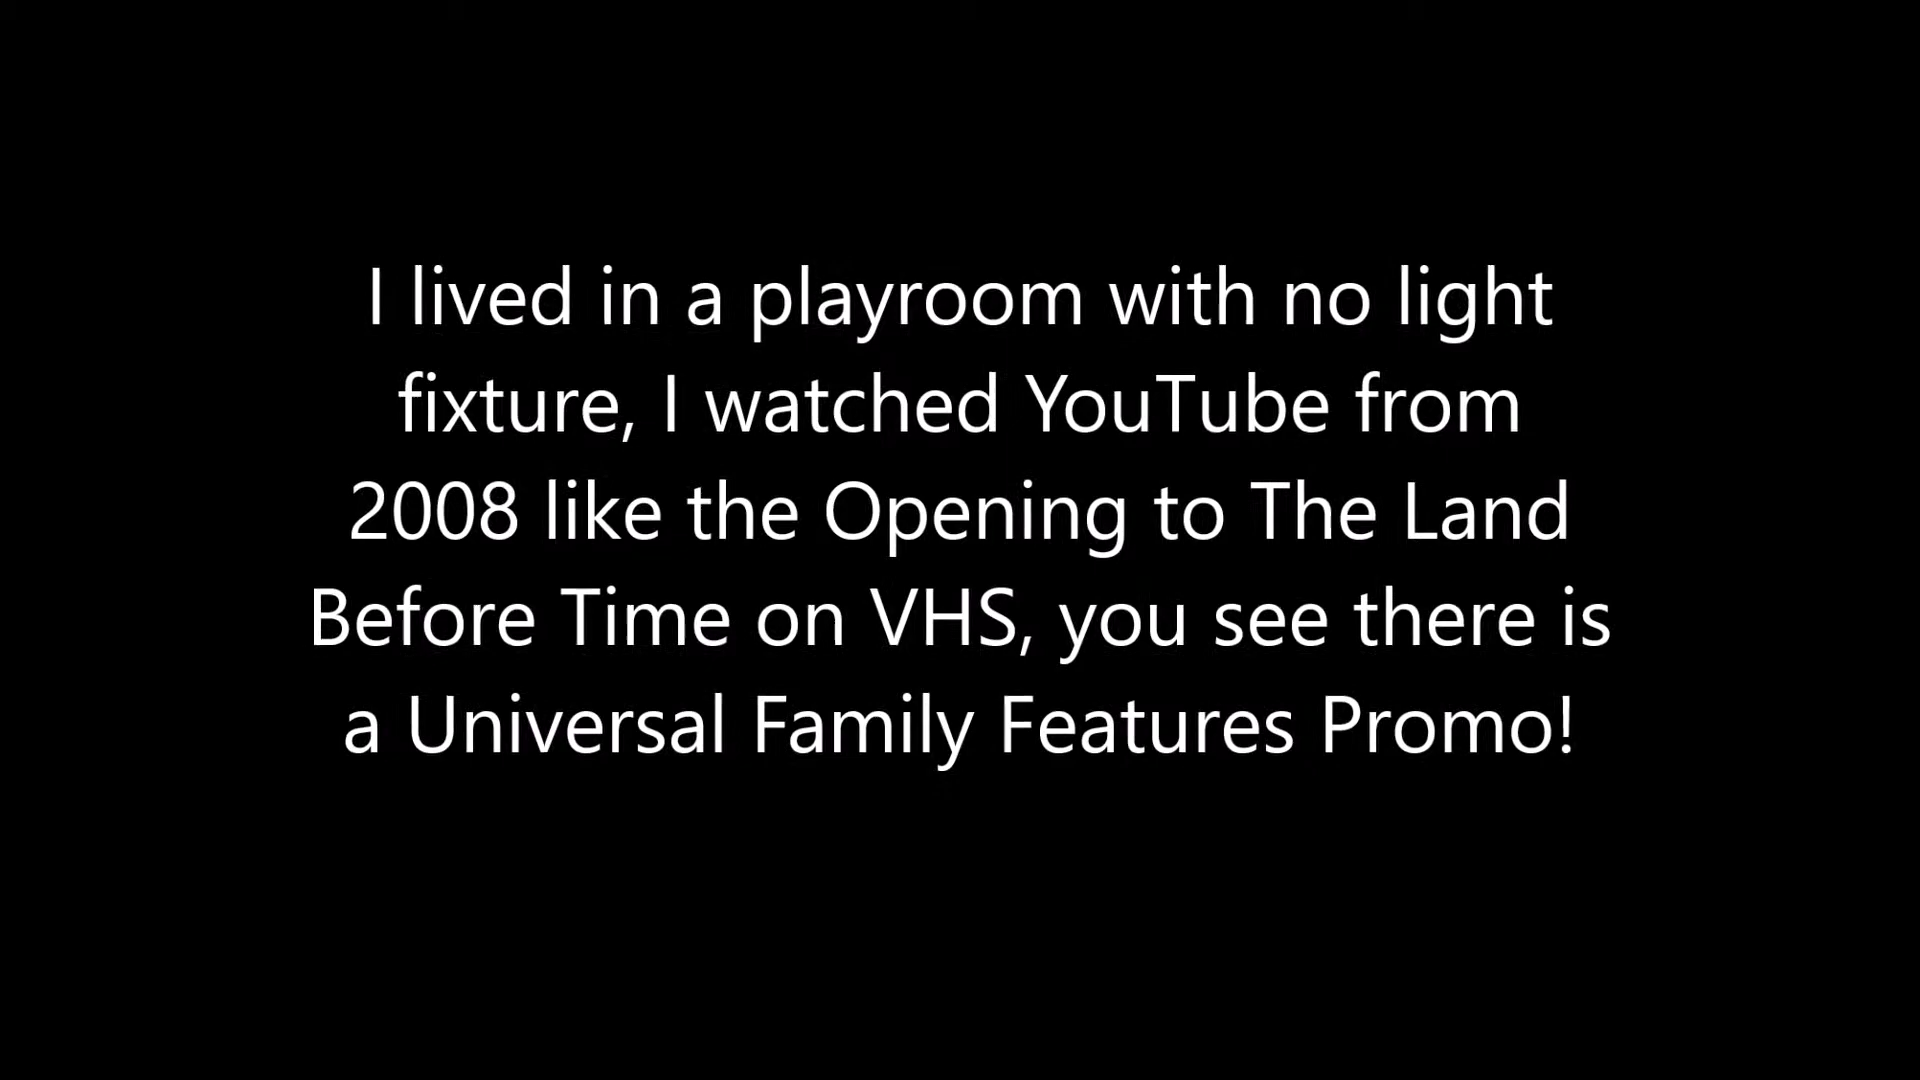 I lived in a playroom with no light
fixture, I watched YouTube from
2008 like the Opening to The Land
Before Time on VHS, you see there is
a Universal Family Features Promo!